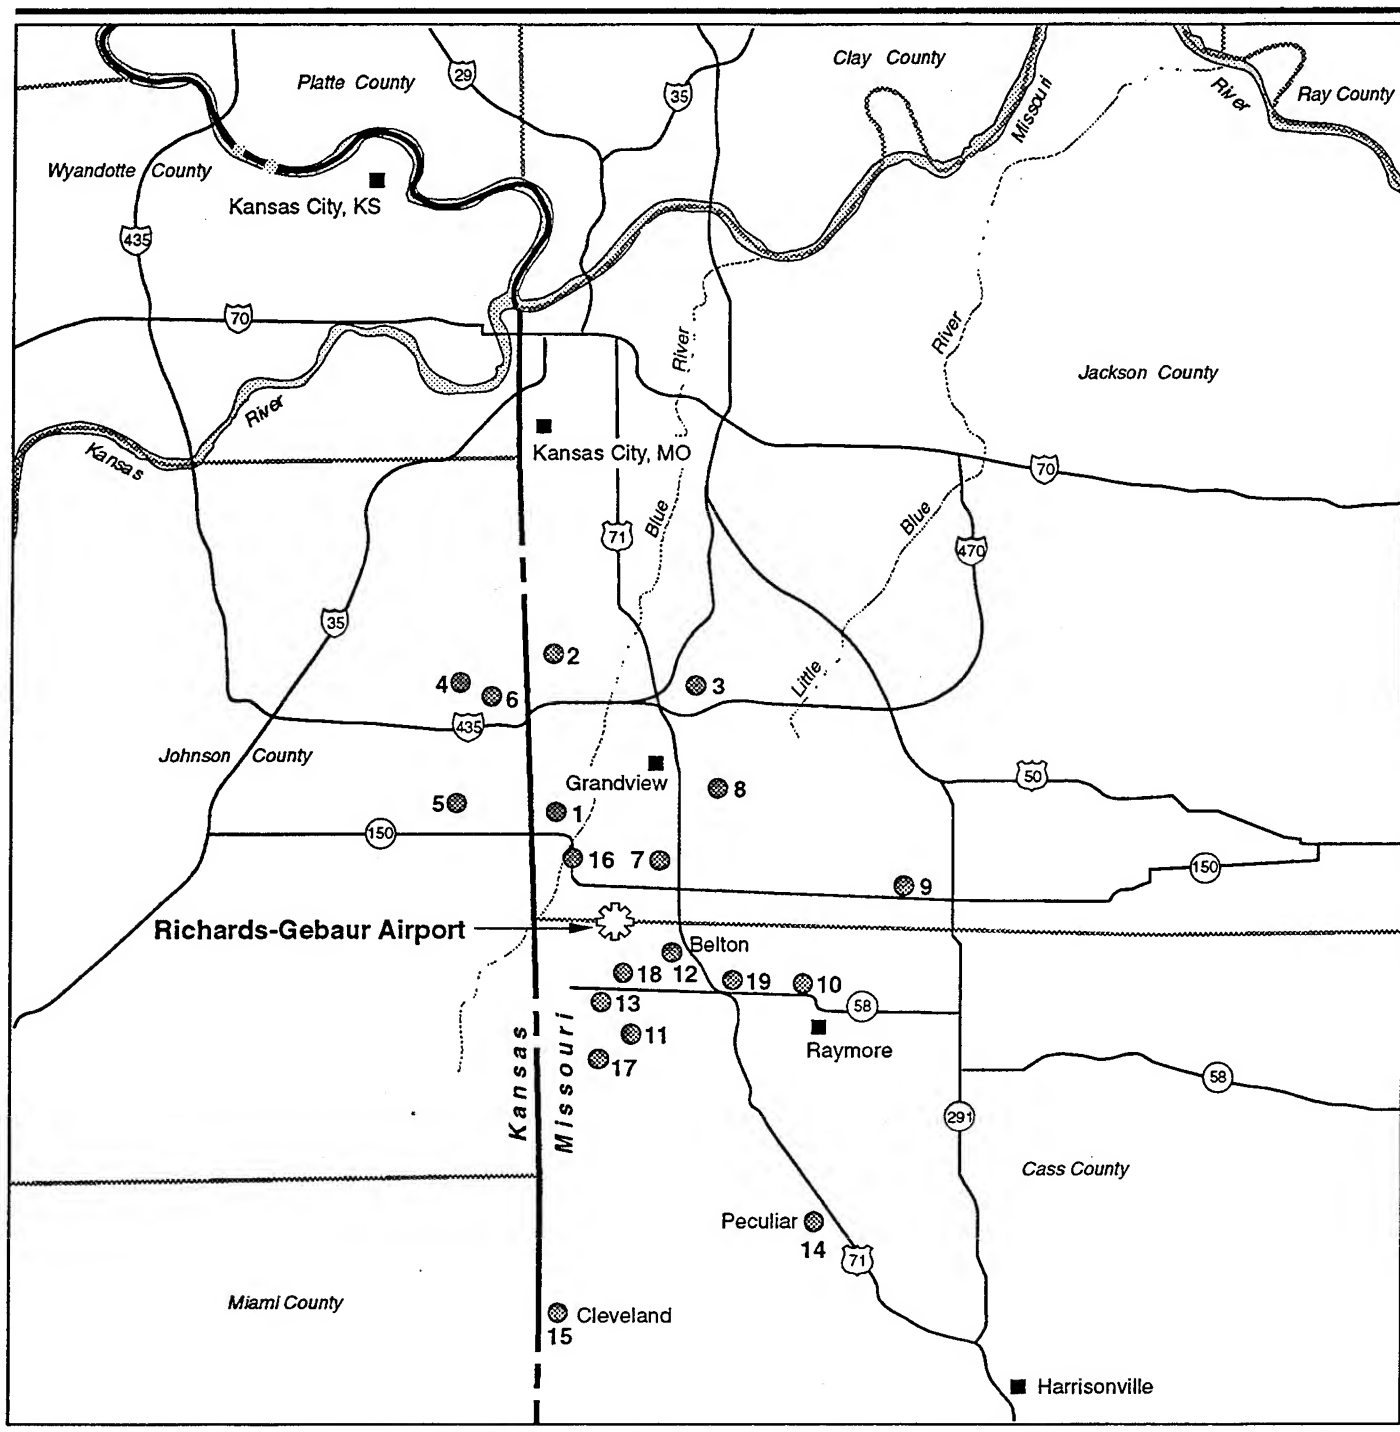 Platte County
29
35
Clay County
Missouri
River
Ray County
Wyandotte County
Kansas City, KS
435
70
River
River
Jackson County
Kansas
River
Kansas City, MO
70
71
Blue
Blue
470
35
2
4
6
3
Little
435
Johnson County
Grandview
50
5
1
8
150
16
7
9
150
Richards-Gebaur Airport
Belton
18
12
19
10
13
58
11
Raymore
17
58
Kansas
Missouri
291
Cass County
Peculiar
14
71
Miami County
Cleveland
15
Harrisonville